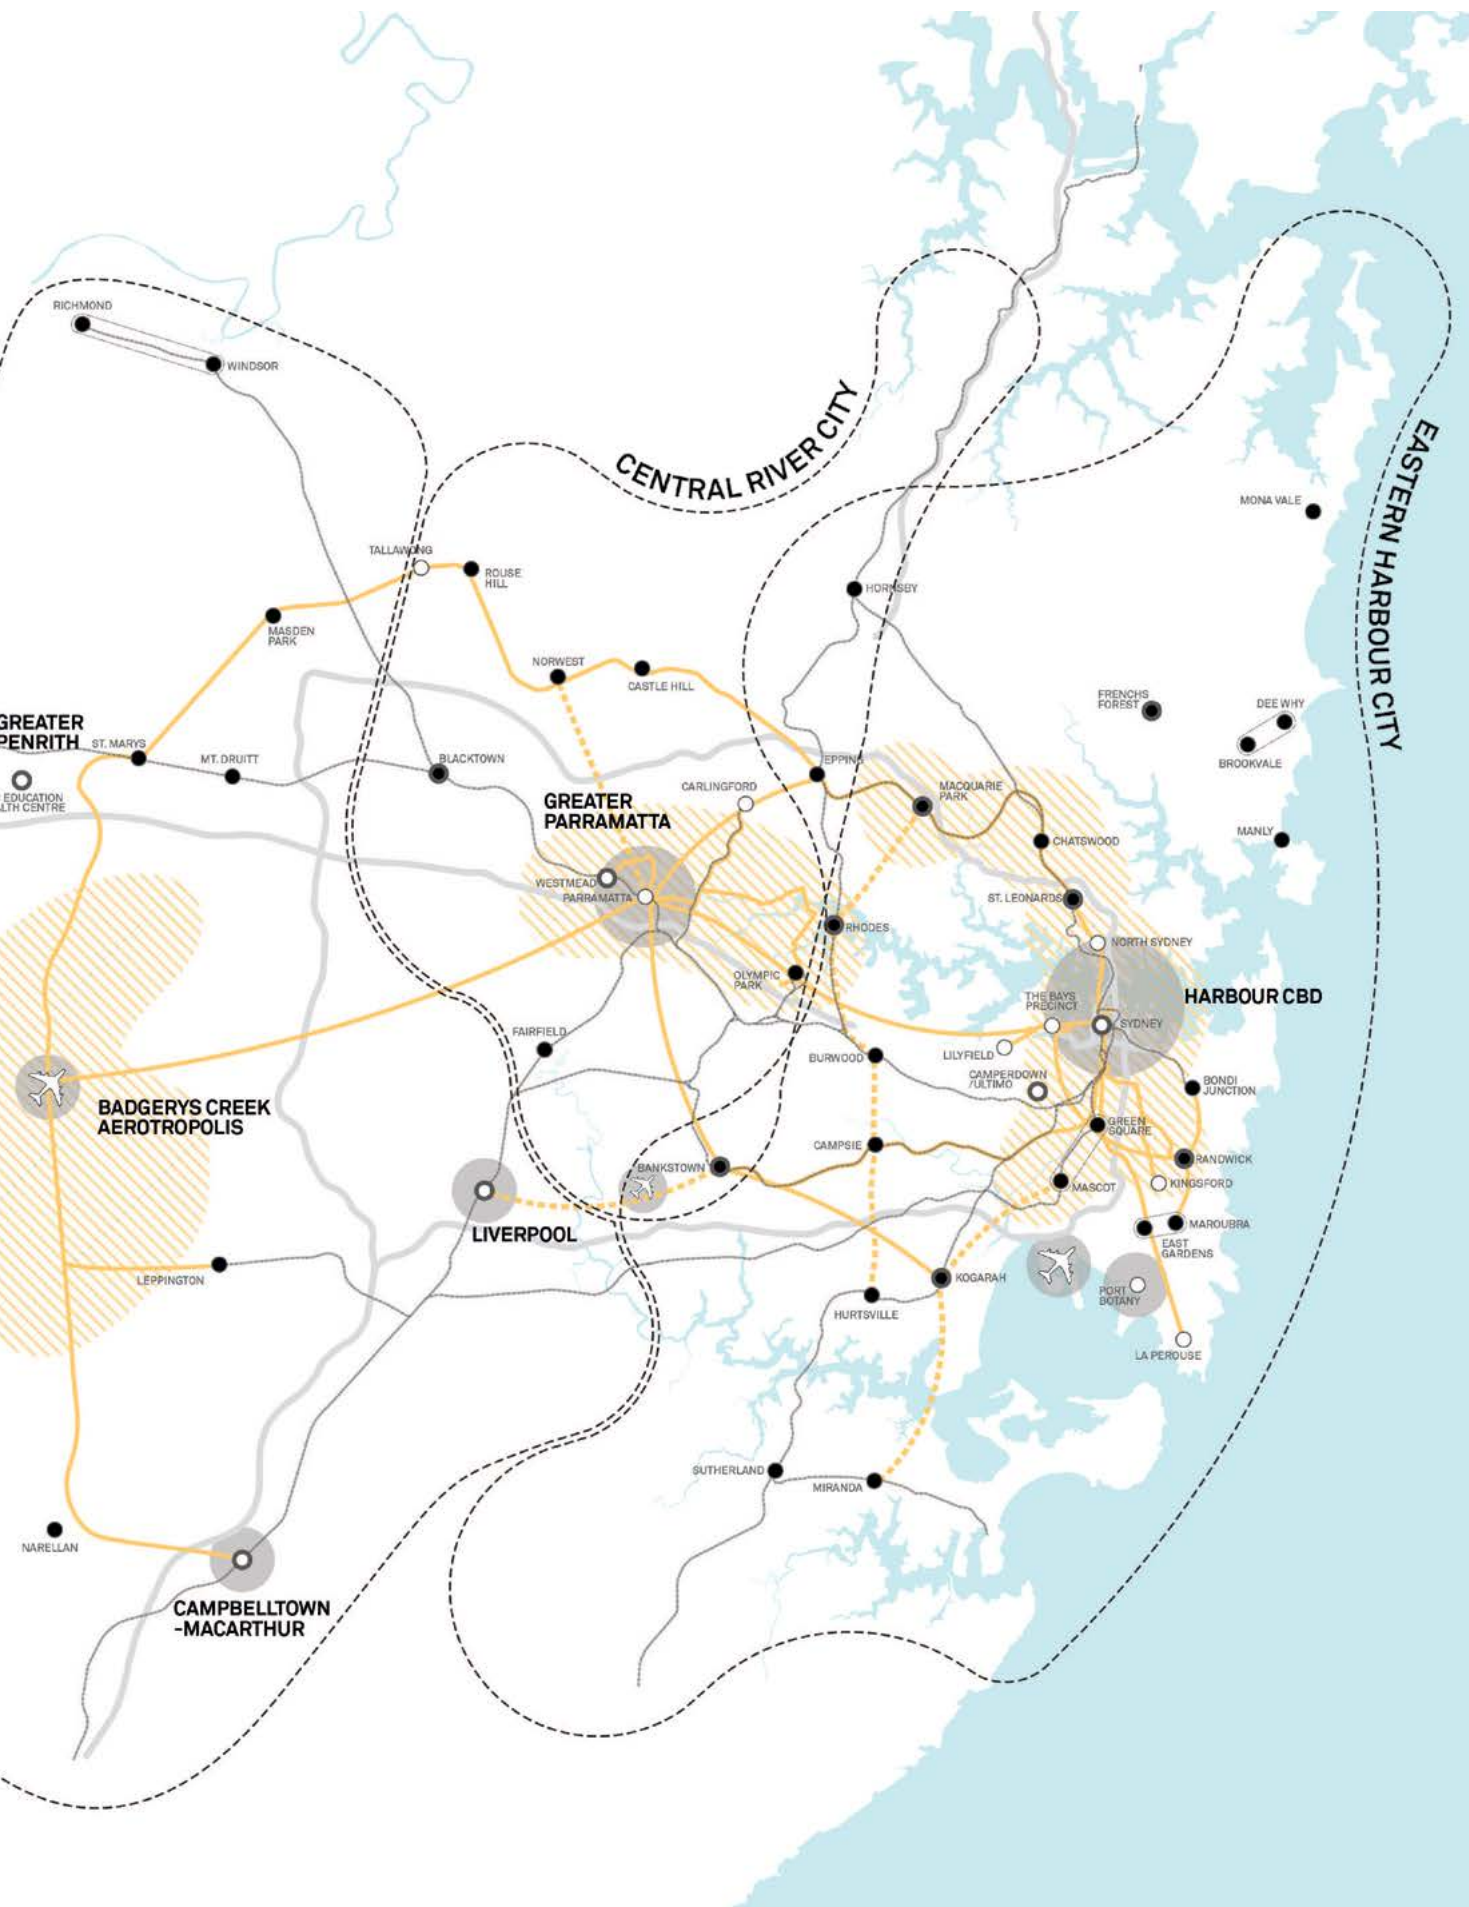 RICHMOND
WINDSOR
CENTRAL RIVER CITY
EASTERN HARBOUR CITY
MONA VALE
TALLAWONG
ROUSE
HILL
HORNSBY
MASDEN
PARK
NORWEST
CASTLE HILL
FRENCHS
FOREST
DEE WHY
BROOKVALE
GREATER
PENRITH
ST. MARYS
MT. DRUITT
BLACKTOWN
EPPING
EDUCATION
LTH CENTRE
GREATER
PARRAMATTA
CARLINGFORD
MACQUARIE
PARK
MANLY
CHATSWOOD
WESTMEAD
PARRAMATTA
ST. LEONARDS
RHODES
NORTH SYDNEY
OLYMPIC
PARK
THE BAYS
PRECINCT
HARBOUR CBD
SYDNEY
FAIRFIELD
BURWOOD
LILYFIELD
CAMPERDOWN
/ULTIMO
BONDI
JUNCTION
BADGERYS CREEK
AEROTROPOLIS
GREEN
SQUARE
CAMPSIE
BANKSTOWN
RANDWICK
MASCOT
KINGSFORD
LIVERPOOL
MAROUBRA
EAST
GARDENS
LEPPINGTON
KOGARAH
PORT
BOTANY
HURTSVILLE
LA PEROUSE
SUTHERLAND
MIRANDA
NARELLAN
CAMPBELLTOWN
-MACARTHUR